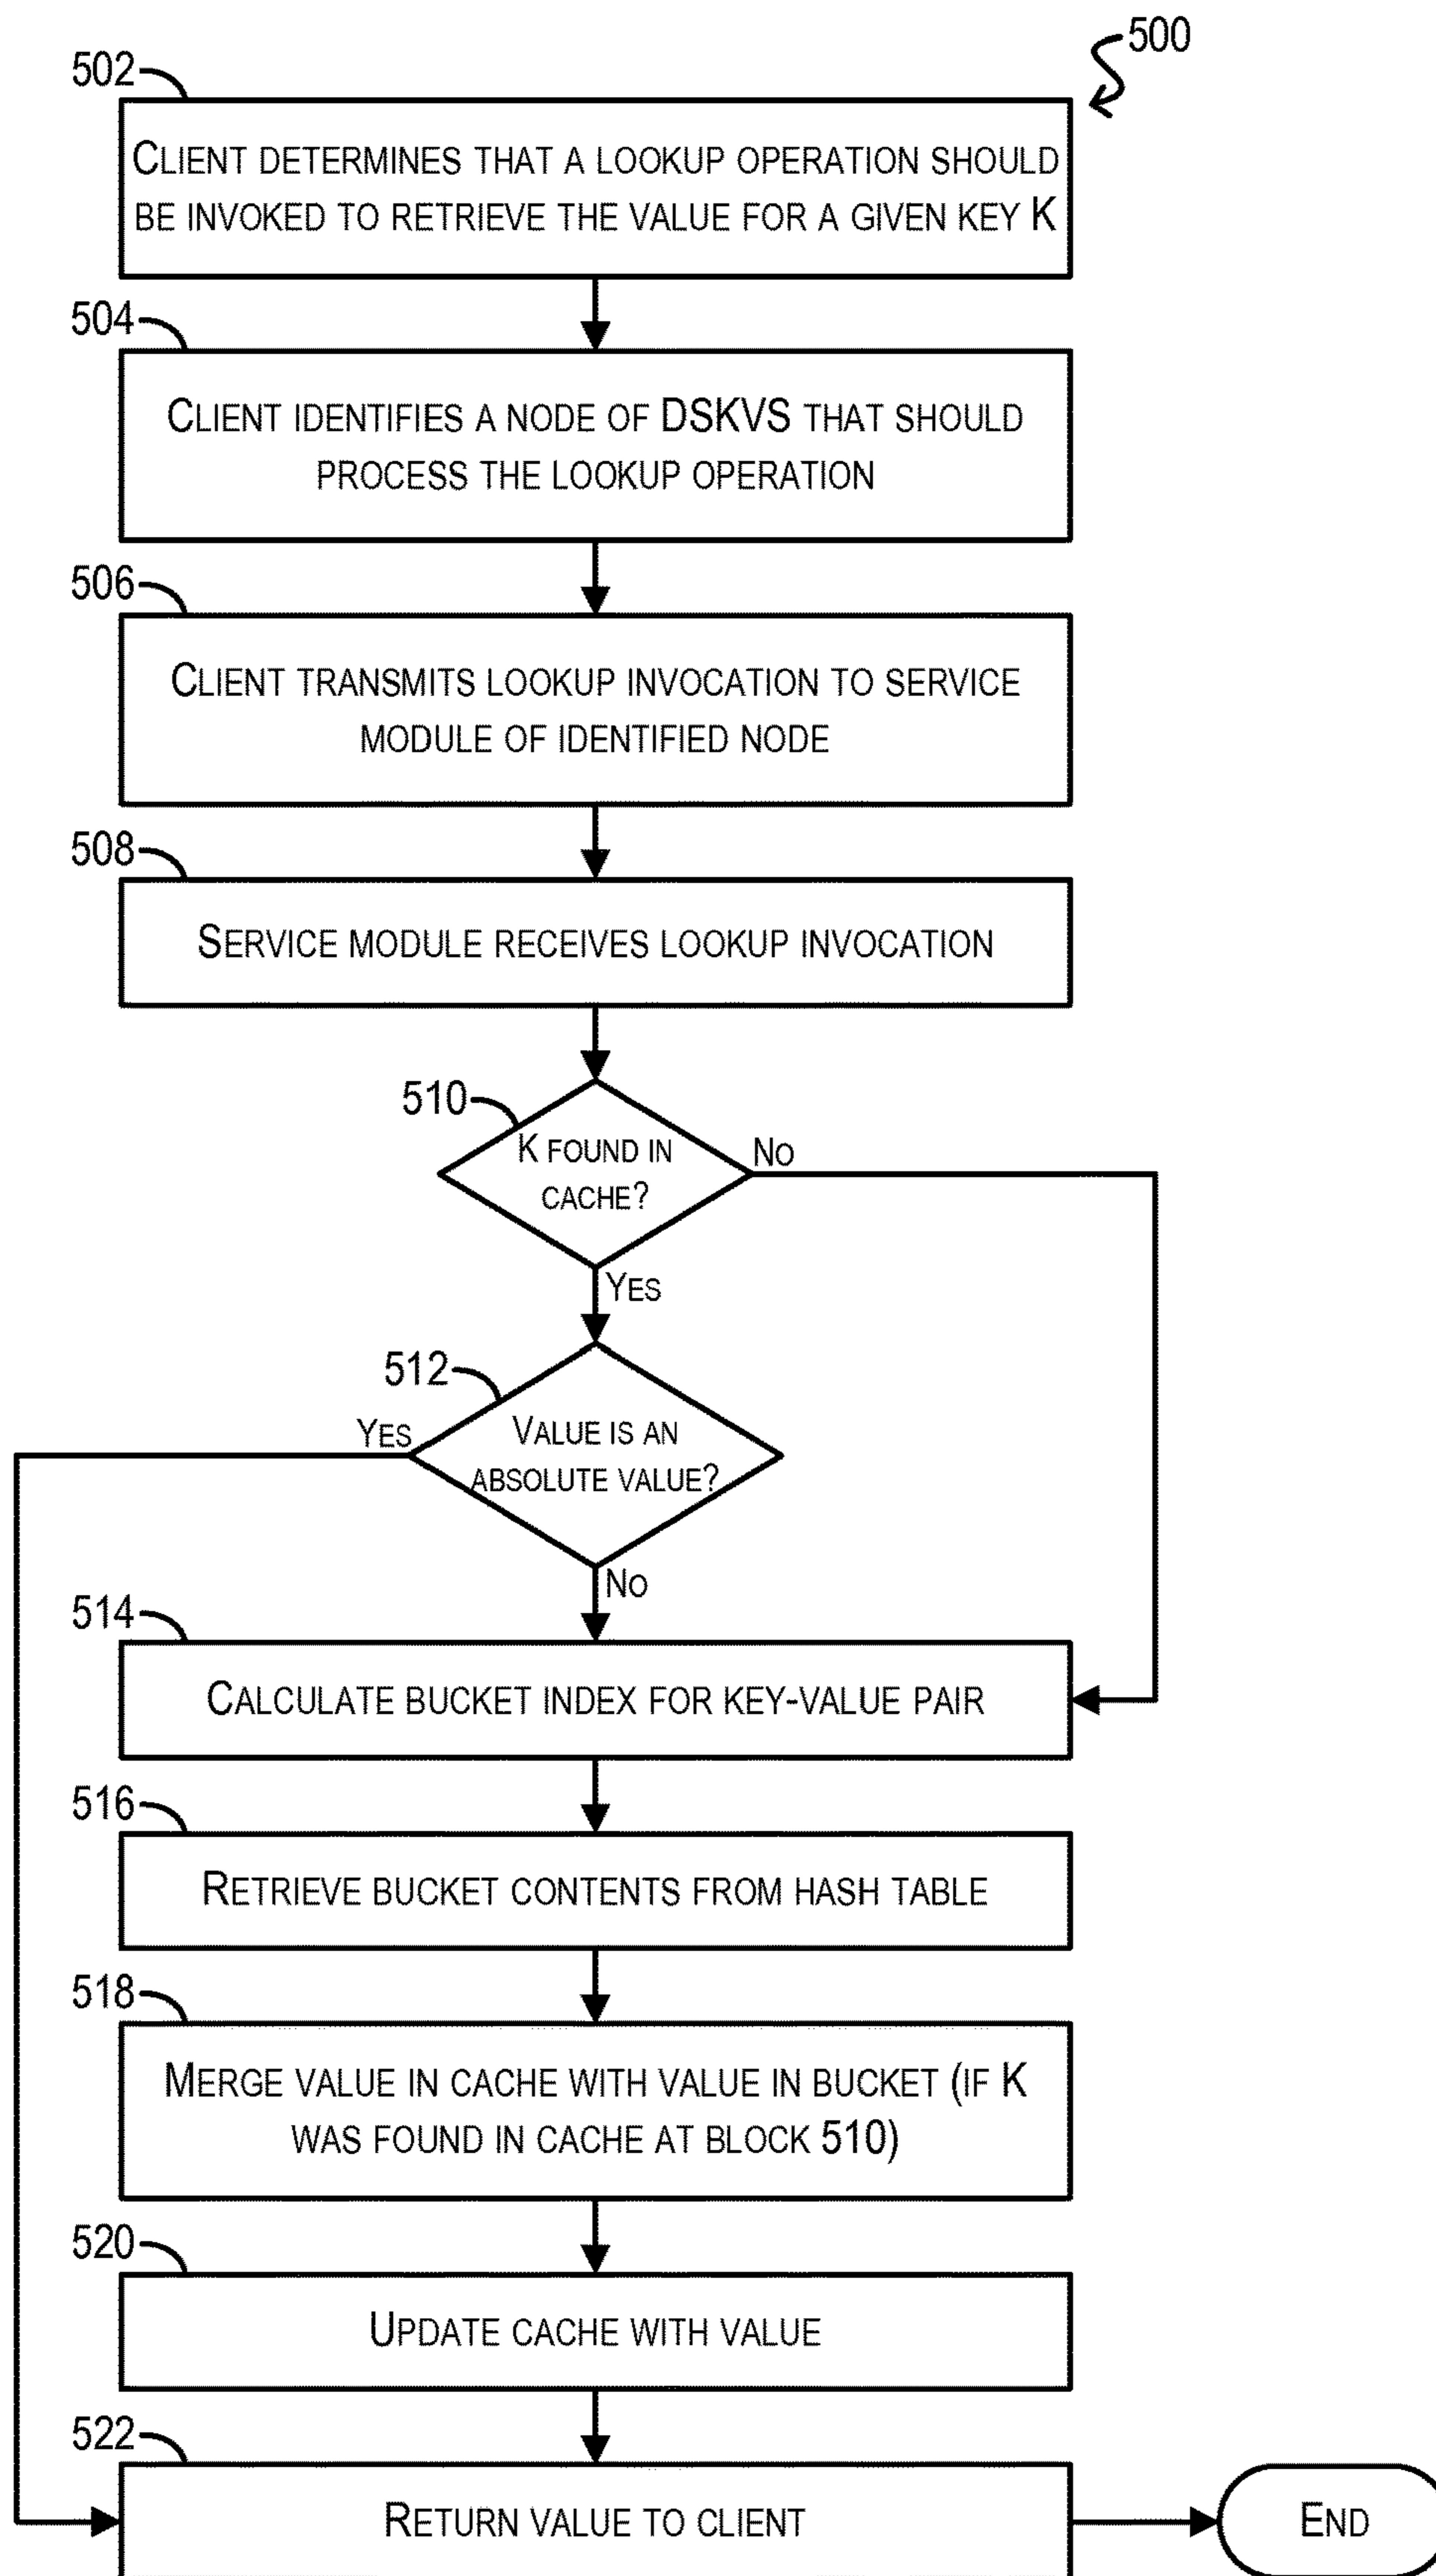 500
502
CLIENT DETERMINES THAT A LOOKUP OPERATION SHOULD
BE INVOKED TO RETRIEVE THE VALUE FOR A GIVEN KEY K
504
CLIENT IDENTIFIES A NODE OF DSKVS THAT SHOULD
PROCESS THE LOOKUP OPERATION
506
CLIENT TRANSMITS LOOKUP INVOCATION TO SERVICE
MODULE OF IDENTIFIED NODE
508
SERVICE MODULE RECEIVES LOOKUP INVOCATION
510
K FOUND IN
CACHE?
NO
YES
512
VALUE IS AN
ABSOLUTE VALUE?
YES
NO
514
CALCULATE BUCKET INDEX FOR KEY-VALUE PAIR
516
RETRIEVE BUCKET CONTENTS FROM HASH TABLE
518
MERGE VALUE IN CACHE WITH VALUE IN BUCKET (IF K
WAS FOUND IN CACHE AT BLOCK 510)
520
UPDATE CACHE WITH VALUE
522
RETURN VALUE TO CLIENT
END